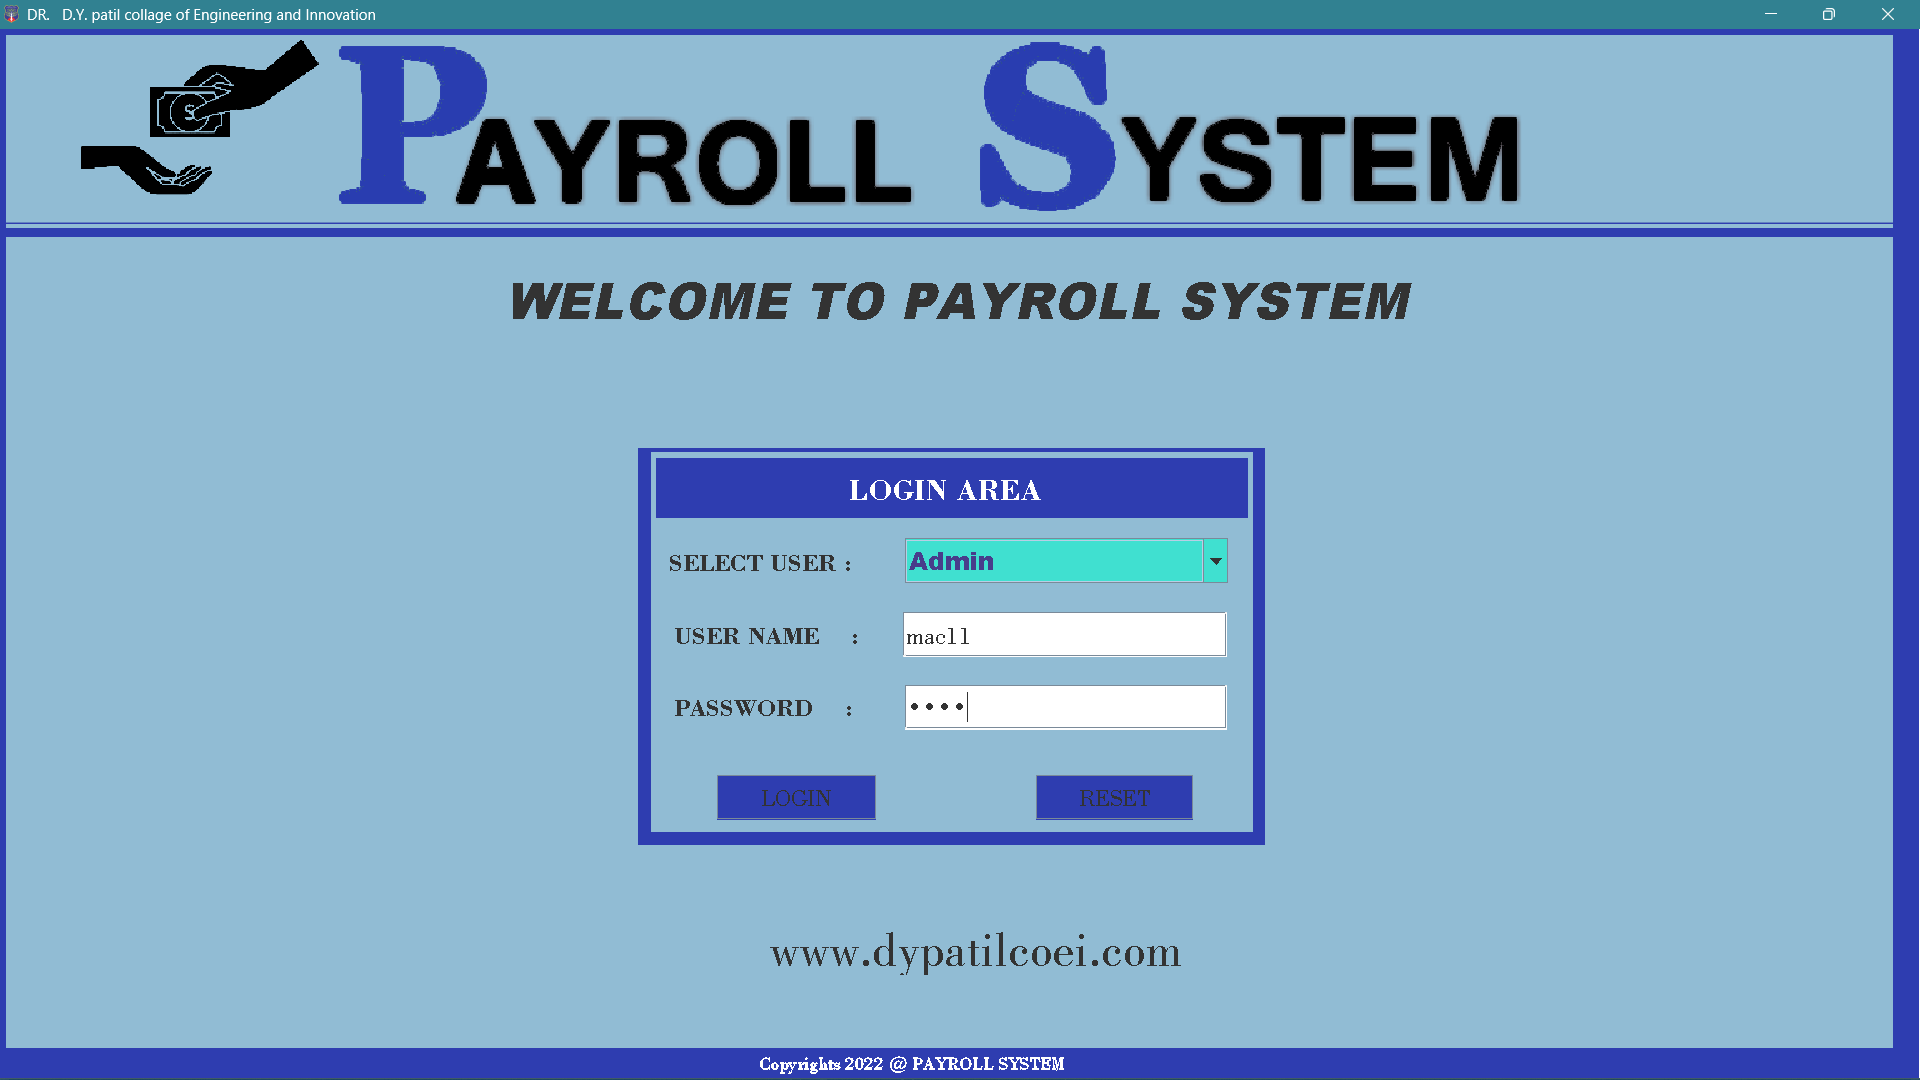 DR. D.Y. patil collage of Engineering and Innovation
PAYROLL SYSTEM
WELCOME TO PAYROLL SYSTEM
LOGIN AREA
SELECT USER : Admin
USER NAME : macll
PASSWORD : ••••
LOGIN RESET
www.dypatilcoei.com
Copyrights 2022 @ PAYROLL SYSTEM